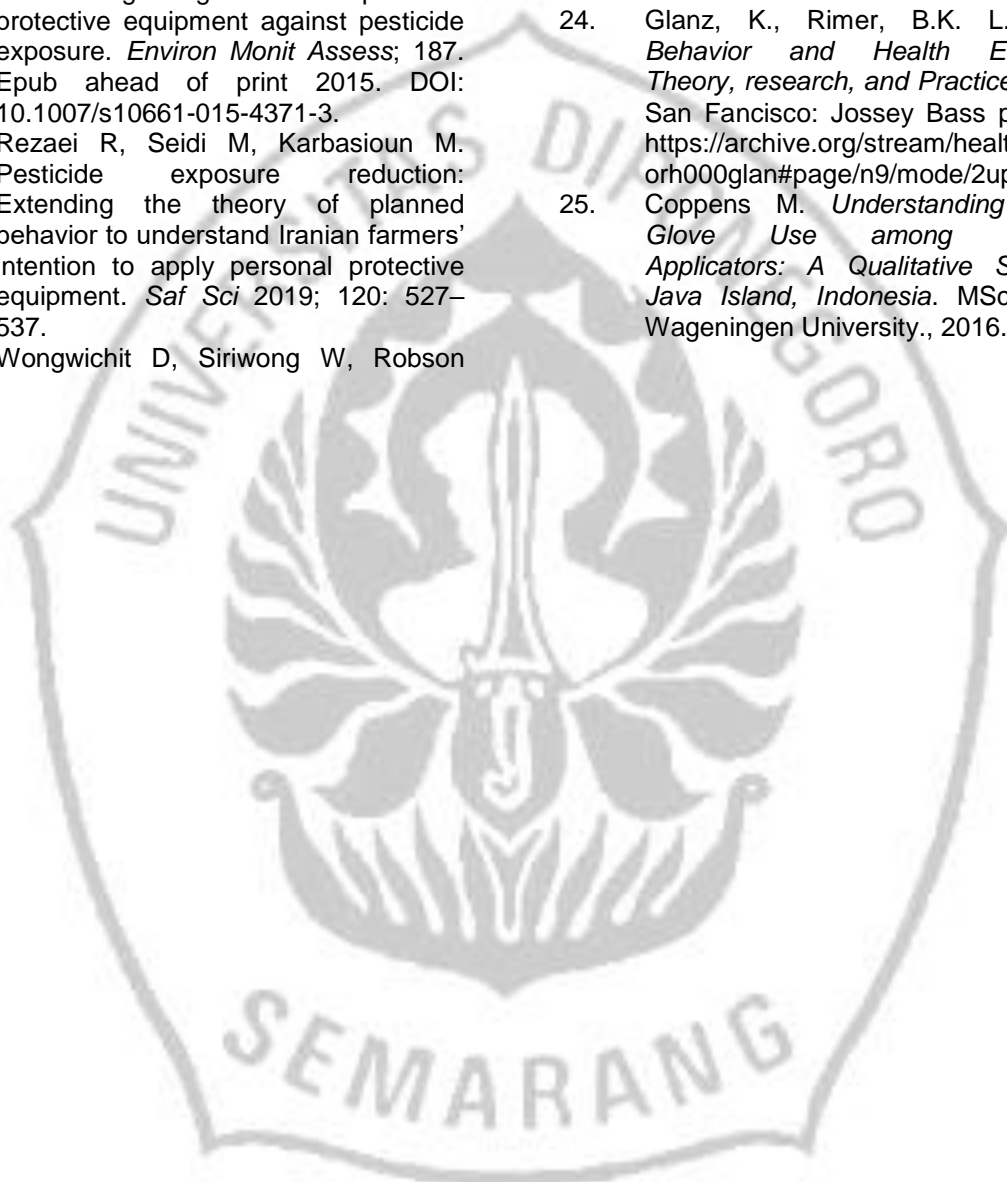 protective equipment against pesticide
exposure. Environ Monit Assess; 187.
Epub ahead of print 2015. DOI:
10.1007/s10661-015-4371-3.
Rezaei R, Seidi M, Karbasioun M.
Pesticide exposure reduction:
Extending the theory of planned
behavior to understand Iranian farmers’
intention to apply personal protective
equipment. Saf Sci 2019; 120: 527–
537.
Wongwichit D, Siriwong W, Robson
24. Glanz, K., Rimer, B.K. L.
Behavior and Health E
Theory, research, and Practice
San Fancisco: Jossey Bass p
https://archive.org/stream/healt
orh000glan#page/n9/mode/2up
25. Coppens M. Understanding
Glove Use among
Applicators: A Qualitative S
Java Island, Indonesia. MSc
Wageningen University., 2016.
UNIVERSITAS DIPONEGORO
SEMARANG